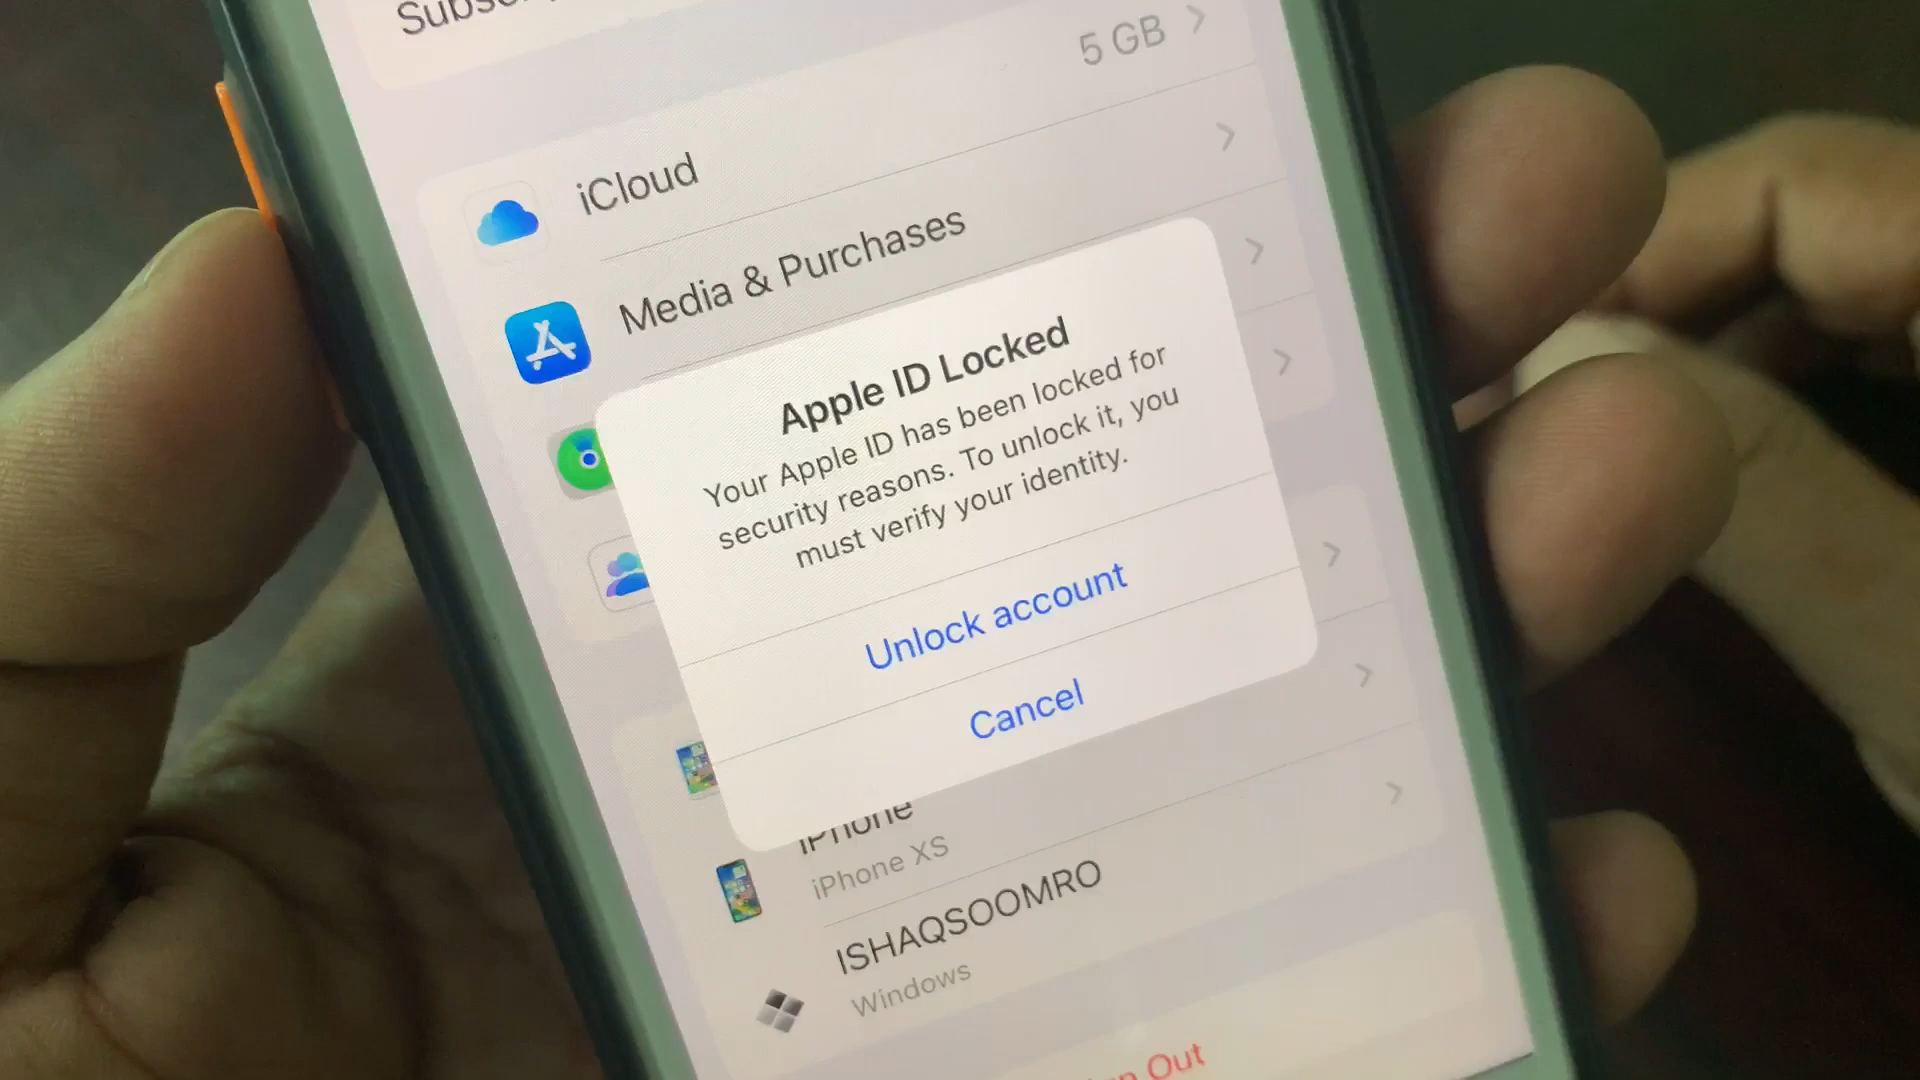 5 GB
iCloud
Media & Purchases
Apple ID Locked
Your Apple ID has been locked for
security reasons. To unlock it, you
must verify your identity.
Unlock account
Cancel
iPhone
iPhone XS
ISHAQSOOMRO
Windows
Out